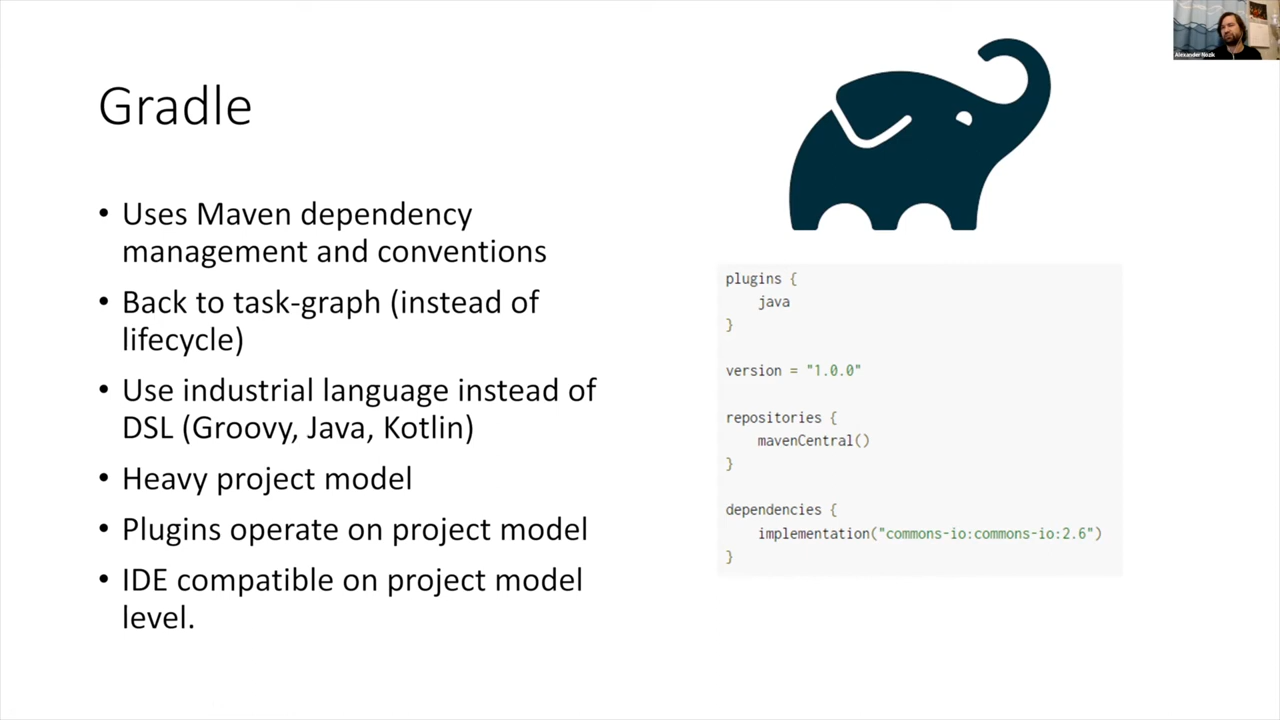 Gradle
• Uses Maven dependency
management and conventions
• Back to task-graph (instead of
lifecycle)
• Use industrial language instead of
DSL (Groovy, Java, Kotlin)
• Heavy project model
• Plugins operate on project model
• IDE compatible on project model
level.
plugins {
    java
}
version = "1.0.0"
repositories {
    mavenCentral()
}
dependencies {
    implementation("commons-io:commons-io:2.6")
}
Alexander Nozik